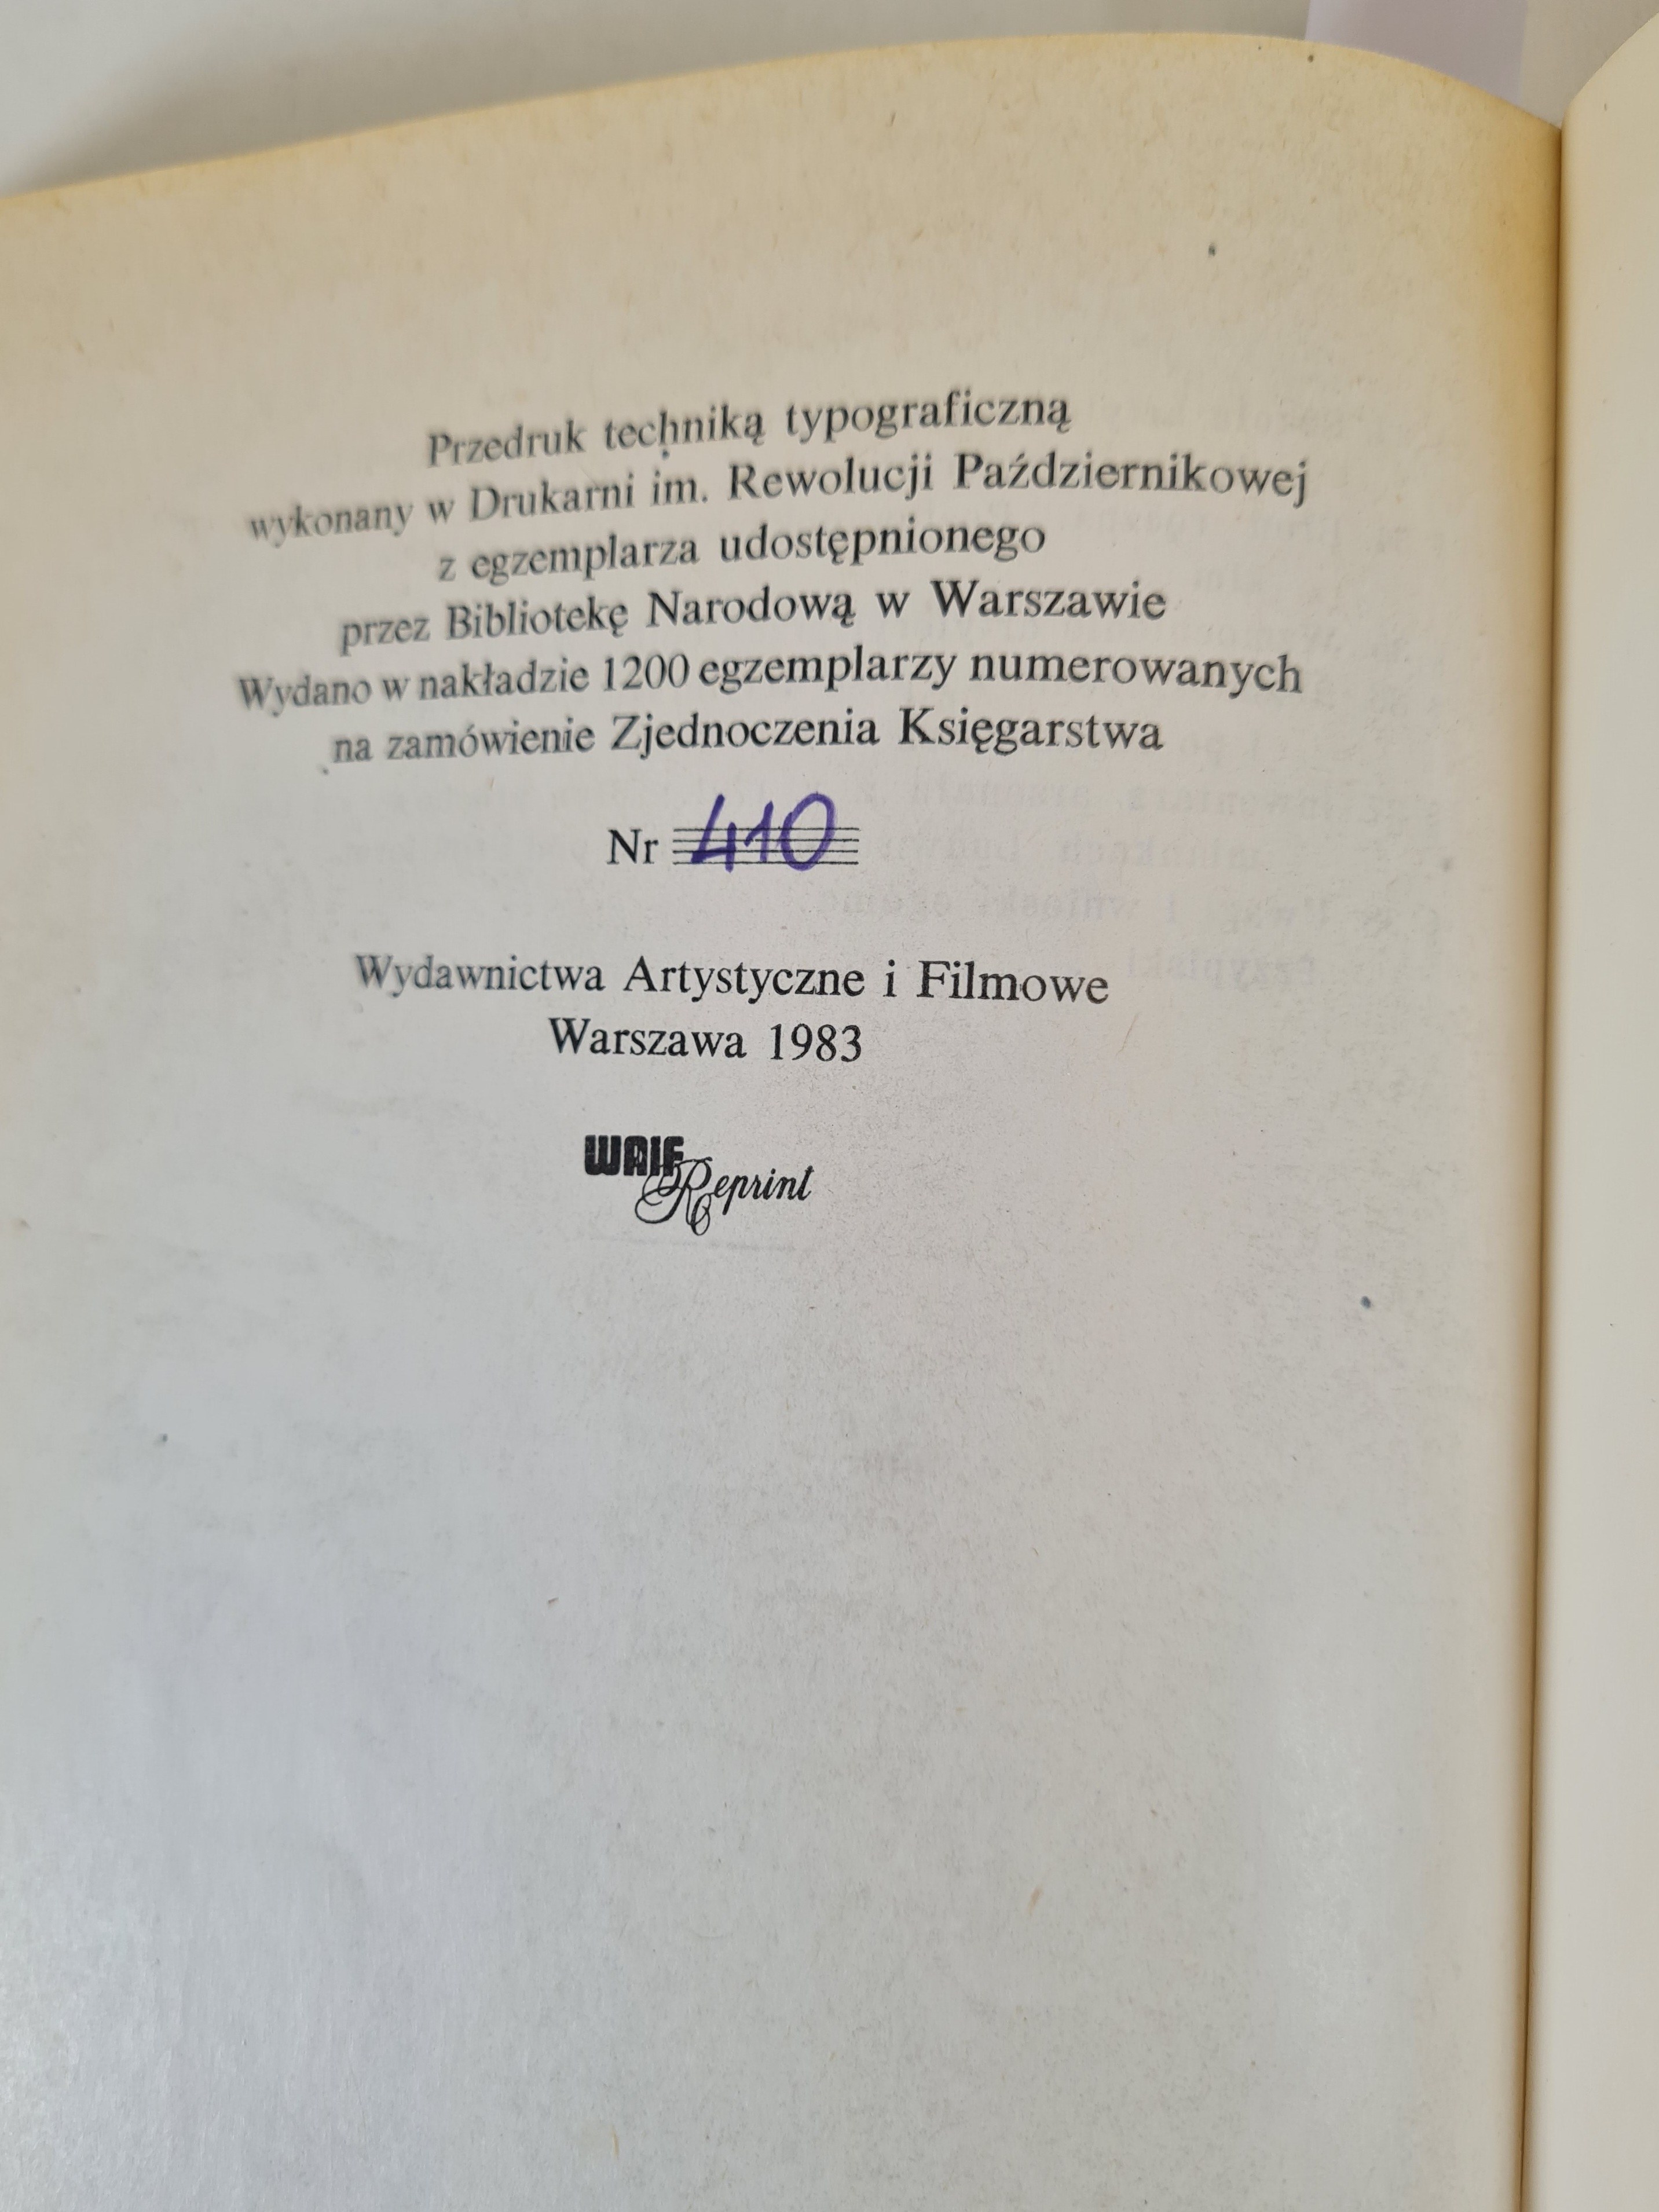 Przedruk techniką typograficzną
wykonany w Drukarni im. Rewolucji Październikowej
z egzemplarza udostępnionego
przez Bibliotekę Narodową w Warszawie
Wydano w nakładzie 1200 egzemplarzy numerowanych
na zamówienie Zjednoczenia Księgarstwa
Nr 410
Wydawnictwa Artystyczne i Filmowe
Warszawa 1983
WAIF
Reprint